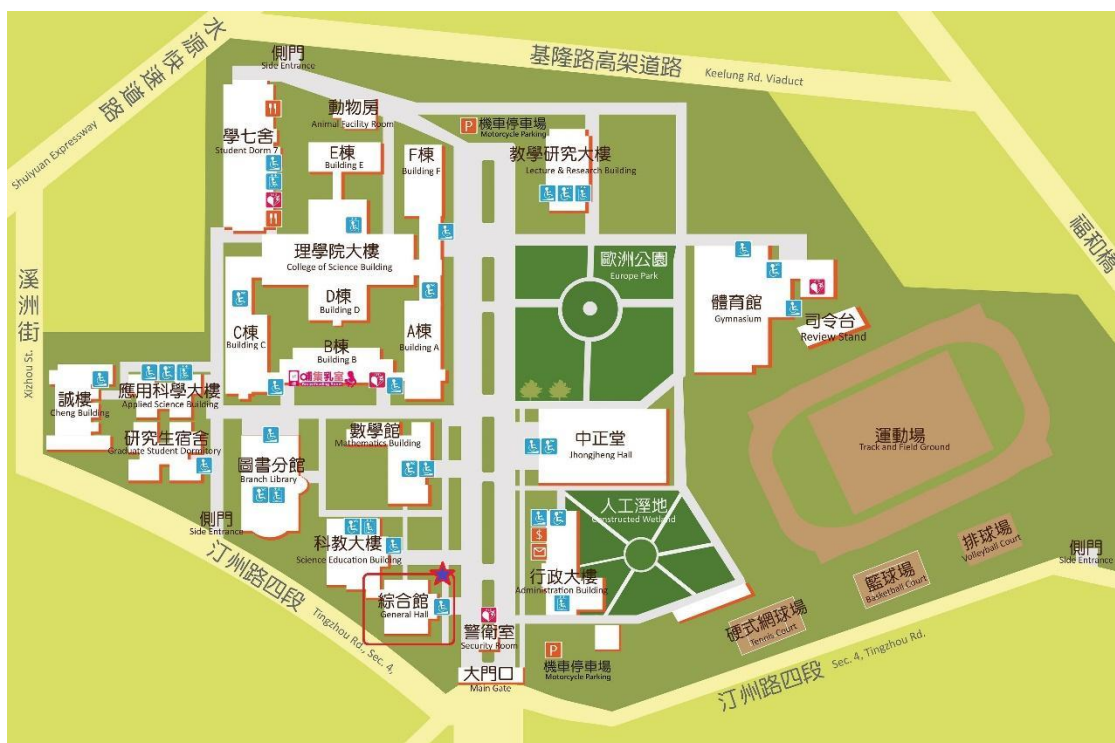 水源快速道路
Shuiyuan Expressway
側門
Side Entrance
基隆路高架道路
Keelung Rd. Viaduct
動物房
Animal Facility Room
P
機車停車場
Motorcycle Parking
學七舍
Student Dorm 7
E棟
Building E
F棟
Building F
教學研究大樓
Lecture & Research Building
福和橋
理學院大樓
College of Science Building
歐洲公園
Europe Park
溪洲街
Xizhou St.
D棟
Building D
體育館
Gymnasium
司令台
Review Stand
C棟
Building C
A棟
Building A
B棟
Building B
集乳室
誠樓
Cheng Building
應用科學大樓
Applied Science Building
研究生宿舍
Graduate Student Dormitory
數學館
Mathematics Building
中正堂
Jhongjheng Hall
運動場
Track and Field Ground
圖書分館
Branch Library
人工溼地
Constructed Wetland
側門
Side Entrance
科教大樓
Science Education Building
$
行政大樓
Administration Building
排球場
Volleyball Court
籃球場
Basketball Court
側門
Side Entrance
綜合館
General Hall
硬式網球場
Tennis Court
汀州路四段
Tingzhou Rd., Sec. 4,
警衛室
Security Room
P
機車停車場
Motorcycle Parking
大門口
Main Gate
汀州路四段
Sec. 4, Tingzhou Rd.